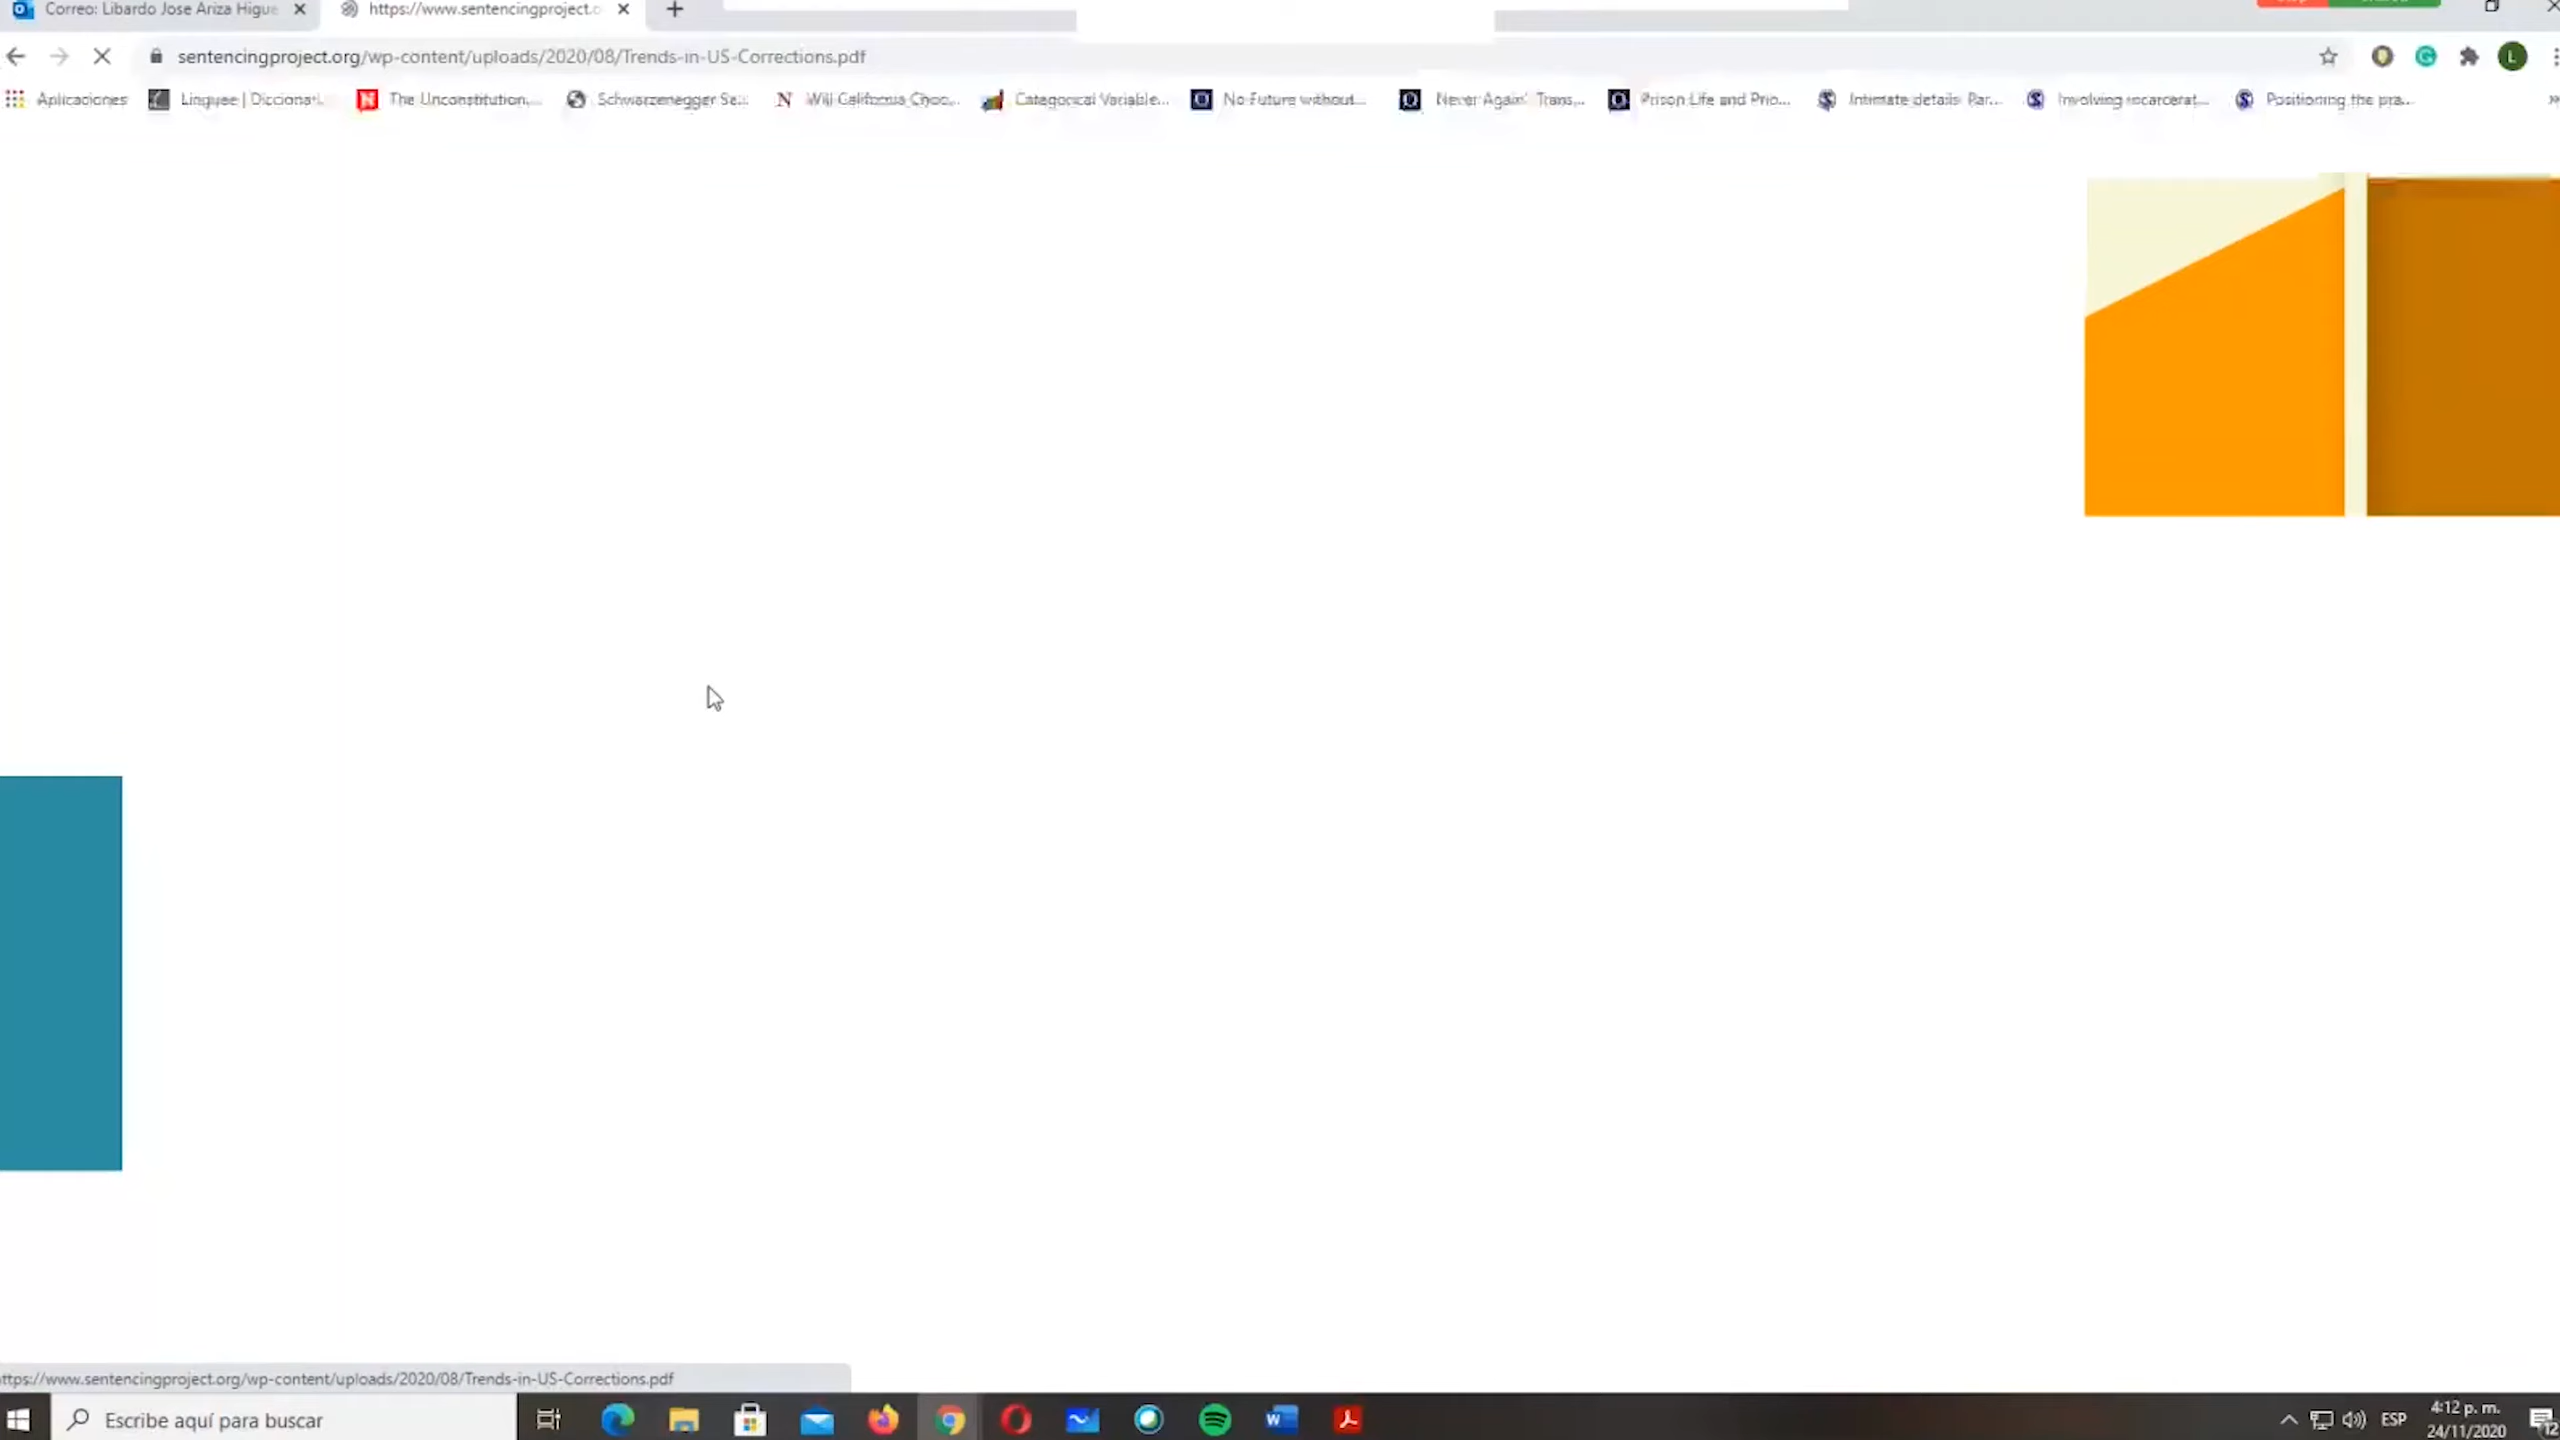 Correo: Libardo Jose Ariza Higue
https://www.sentencingproject.o
sentencingproject.org/wp-content/uploads/2020/08/Trends-in-US-Corrections.pdf
L
Aplicaciones
Linguee | Diccionari...
The Unconstitution...
Schwarzenegger Se...
Will California Choo...
Categorical Variable...
No Future without...
Never Again' Trans...
Prison Life and Prio...
Intimate details Par...
Involving incarcerat...
Positioning the pra...
ttps://www.sentencingproject.org/wp-content/uploads/2020/08/Trends-in-US-Corrections.pdf
Escribe aquí para buscar
ESP
4:12 p. m.
24/11/2020
12